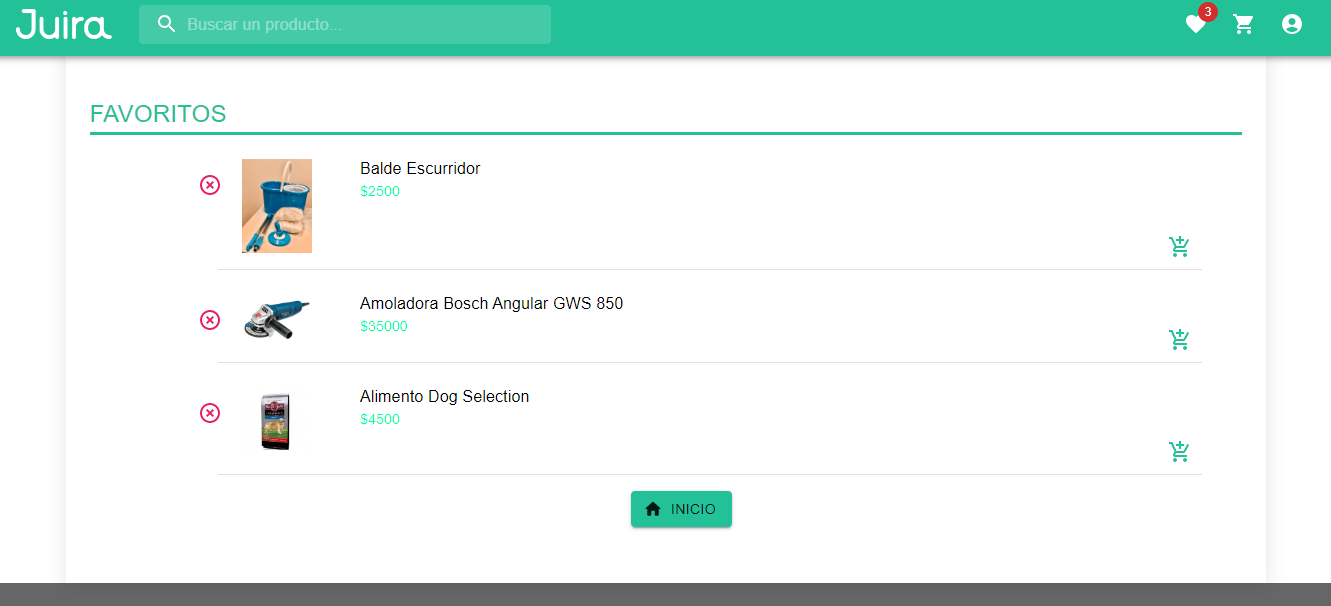 Juira
Buscar un producto...
3
FAVORITOS
Balde Escurridor
$2500
Amoladora Bosch Angular GWS 850
$35000
Alimento Dog Selection
$4500
INICIO